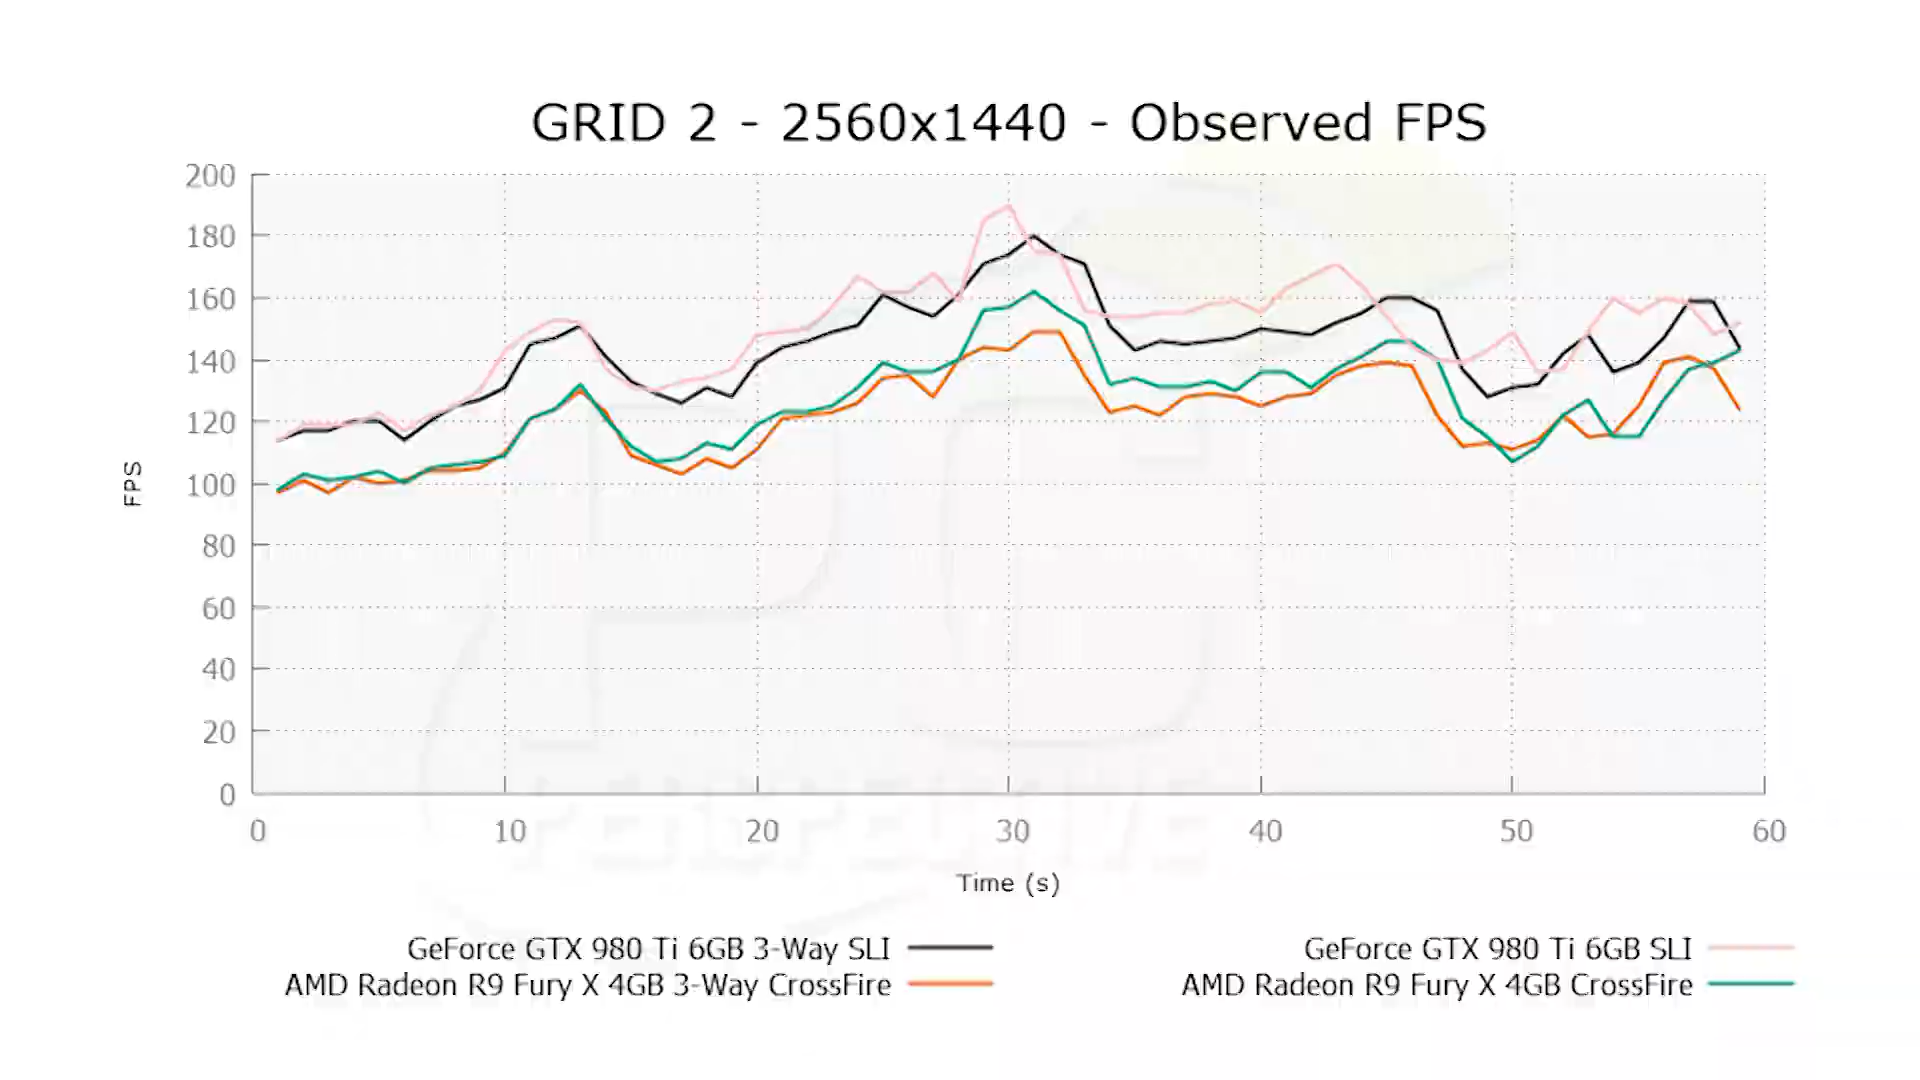 GRID 2 - 2560x1440 - Observed FPS
200
180
160
140
120
100
80
60
40
20
0
FPS
0 10 20 30 40 50 60
Time (s)
GeForce GTX 980 Ti 6GB 3-Way SLI
GeForce GTX 980 Ti 6GB SLI
AMD Radeon R9 Fury X 4GB 3-Way CrossFire
AMD Radeon R9 Fury X 4GB CrossFire
PC
PERSPECTIVE